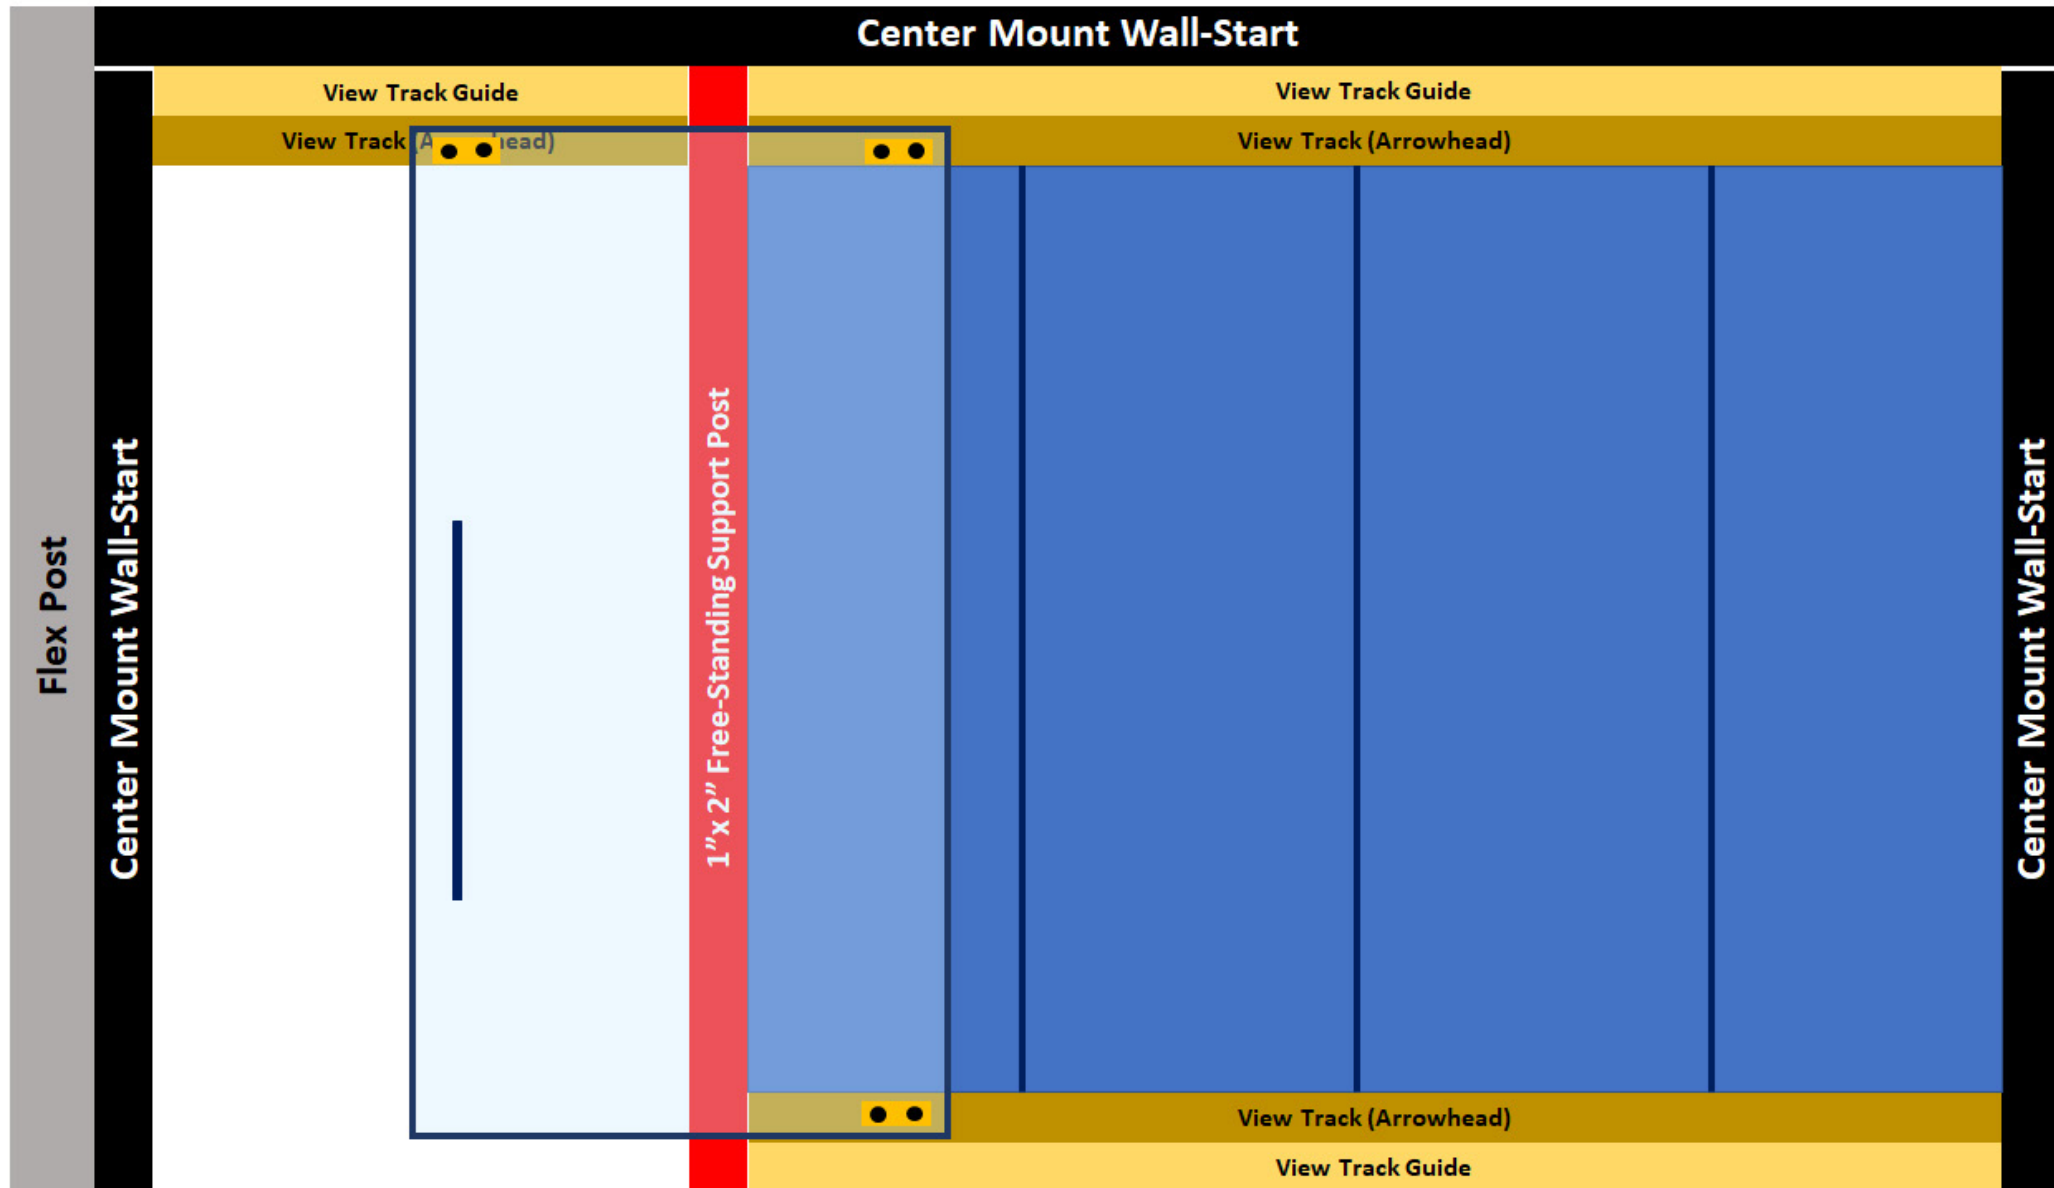 Center Mount Wall-Start
View Track Guide
View Track Guide
View Track (Arrowhead)
View Track (Arrowhead)
Flex Post
Center Mount Wall-Start
1”x 2” Free-Standing Support Post
Center Mount Wall-Start
View Track (Arrowhead)
View Track Guide